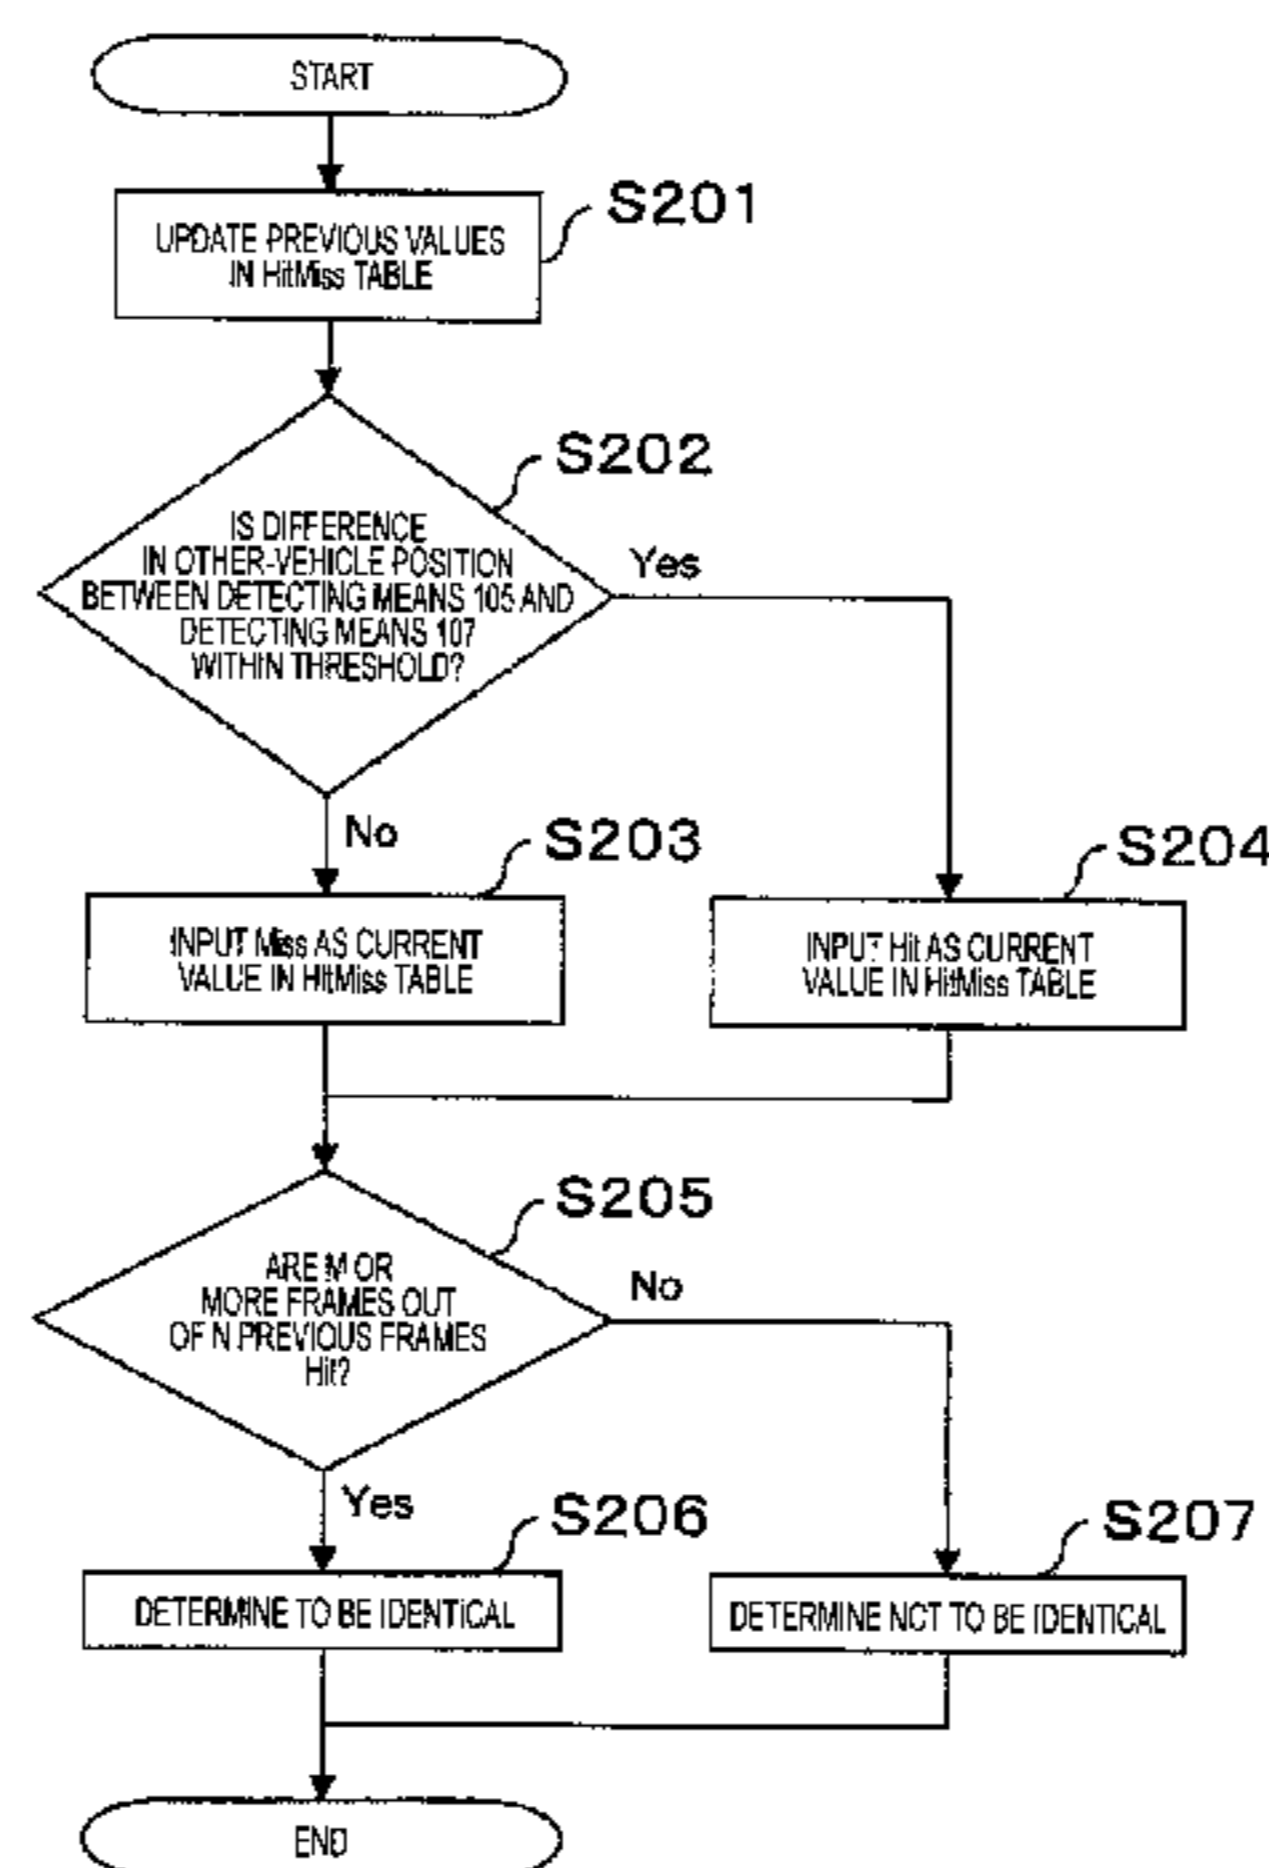 START
S201
UPDATE PREVIOUS VALUES
IN HitMiss TABLE
S202
IS DIFFERENCE
IN OTHER-VEHICLE POSITION
BETWEEN DETECTING MEANS 105 AND
DETECTING MEANS 107
WITHIN THRESHOLD?
Yes
No
S203
S204
INPUT Miss AS CURRENT
VALUE IN HitMiss TABLE
INPUT Hit AS CURRENT
VALUE IN HitMiss TABLE
S205
ARE M OR
MORE FRAMES OUT
OF N PREVIOUS FRAMES
Hit?
No
Yes
S206
S207
DETERMINE TO BE IDENTICAL
DETERMINE NOT TO BE IDENTICAL
END